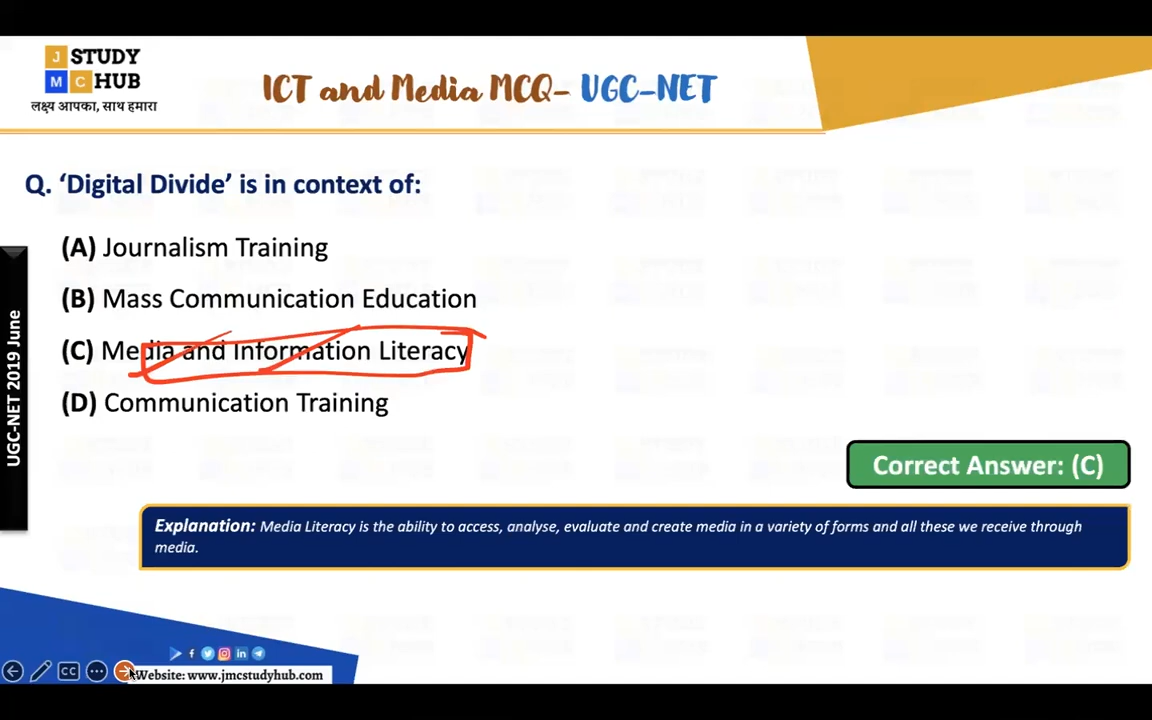 J STUDY
M C HUB
लक्ष्य आपका, साथ हमारा
ICT and Media MCQ- UGC-NET
Q. ‘Digital Divide’ is in context of:
(A) Journalism Training
(B) Mass Communication Education
(C) Media and Information Literacy
(D) Communication Training
UGC-NET 2019 June
Correct Answer: (C)
Explanation: Media Literacy is the ability to access, analyse, evaluate and create media in a variety of forms and all these we receive through
media.
CC
Website: www.jmcstudyhub.com